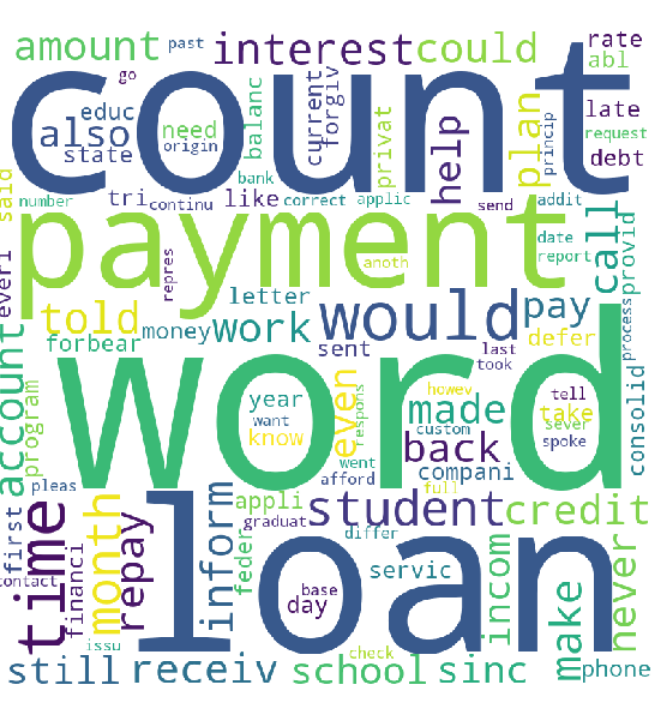 amount past interest could rate
abl
go
count
educ also state need origin balanc current forgiv privat help plan princip late request debt
said number tri continu like bank correct applic send addit
payment
call provid date report
everi repres anoth
told letter would pay process
forbear money work sent last defer
took
account program word consolid
year want know even respons howev made tell take sever
custom back spoke
pleas went afford compani full
first time month repay inform appli student credit
graduat
feder differ
loan
contact financi servic incom never
day base make
issu check
still receiv school sinc phone